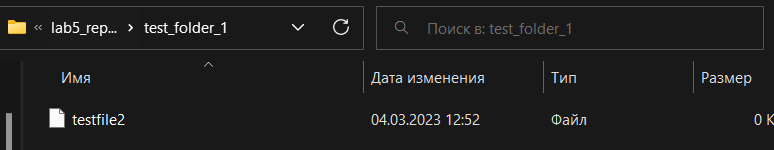 « lab5_rep... > test_folder_1
Поиск в: test_folder_1
Имя
Дата изменения
Тип
Размер
testfile2
04.03.2023 12:52
Файл
0 К